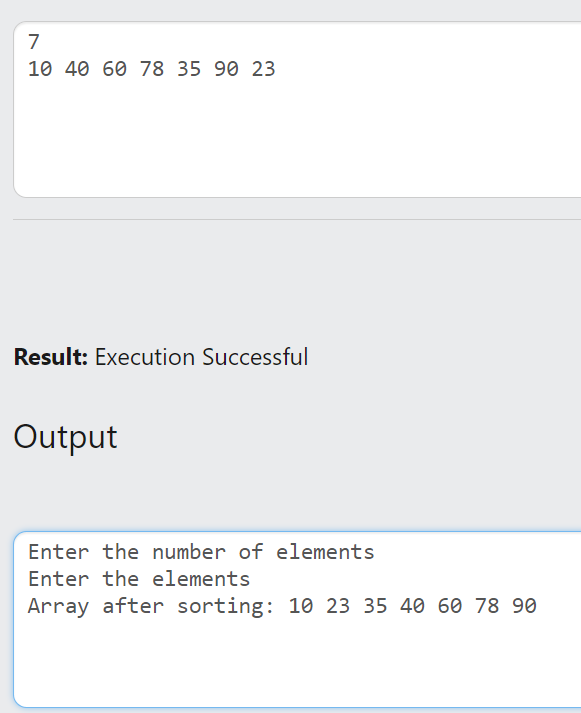 7
10 40 60 78 35 90 23
Result: Execution Successful
Output
Enter the number of elements
Enter the elements
Array after sorting: 10 23 35 40 60 78 90